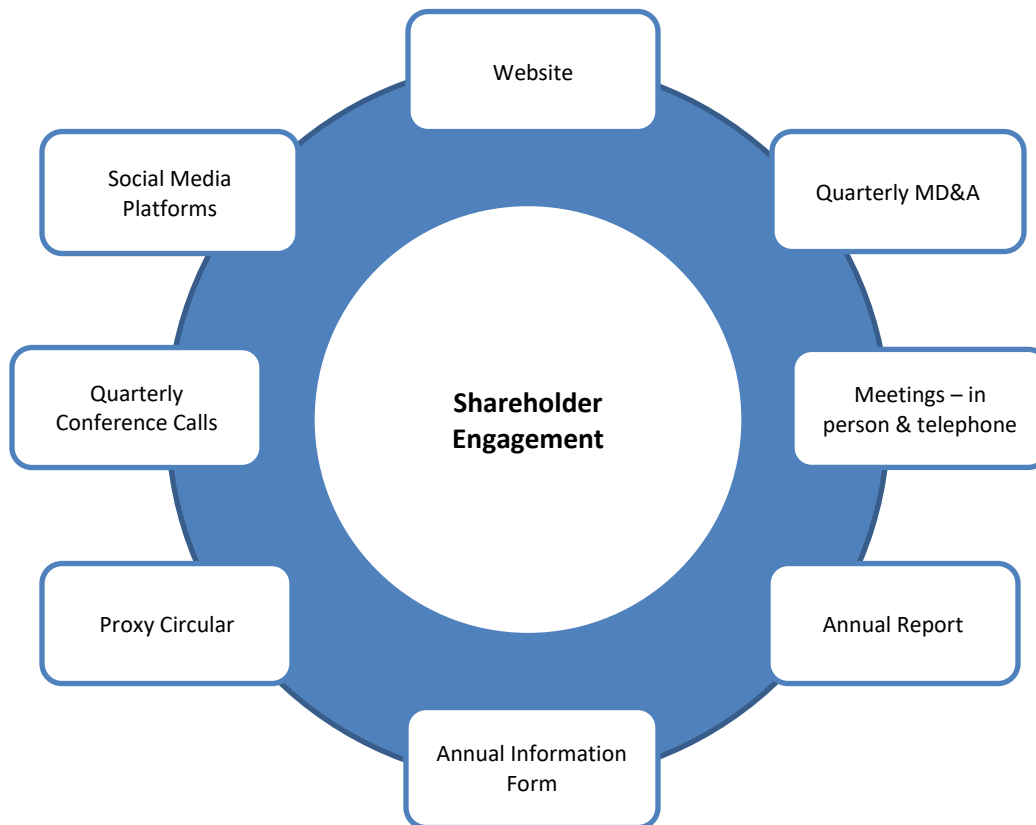 Website
Social Media
Platforms
Quarterly MD&A
Quarterly
Conference Calls
Shareholder
Engagement
Meetings – in
person & telephone
Proxy Circular
Annual Report
Annual Information
Form